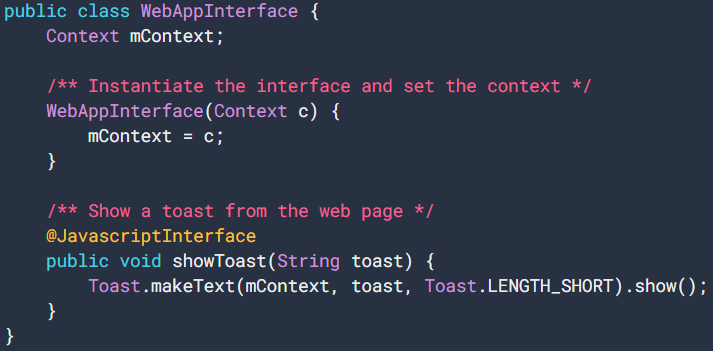 public class WebAppInterface {
    Context mContext;

    /** Instantiate the interface and set the context */
    WebAppInterface(Context c) {
        mContext = c;
    }

    /** Show a toast from the web page */
    @JavascriptInterface
    public void showToast(String toast) {
        Toast.makeText(mContext, toast, Toast.LENGTH_SHORT).show();
    }
}